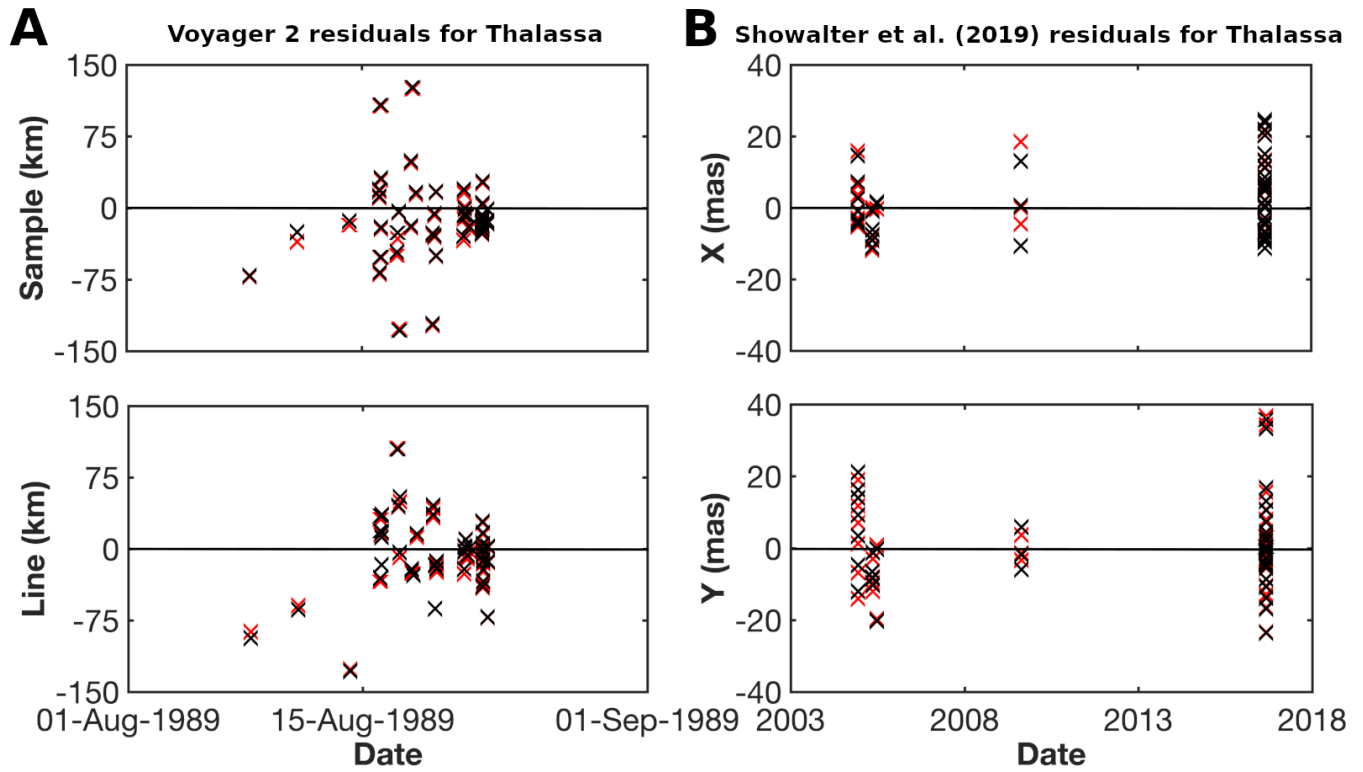 A
Voyager 2 residuals for Thalassa
150
75
0
-75
-150
Sample (km)
150
75
0
-75
-150
Line (km)
01-Aug-1989
15-Aug-1989
01-Sep-1989
Date
B
Showalter et al. (2019) residuals for Thalassa
40
20
0
-20
-40
X (mas)
40
20
0
-20
-40
Y (mas)
2003
2008
2013
2018
Date